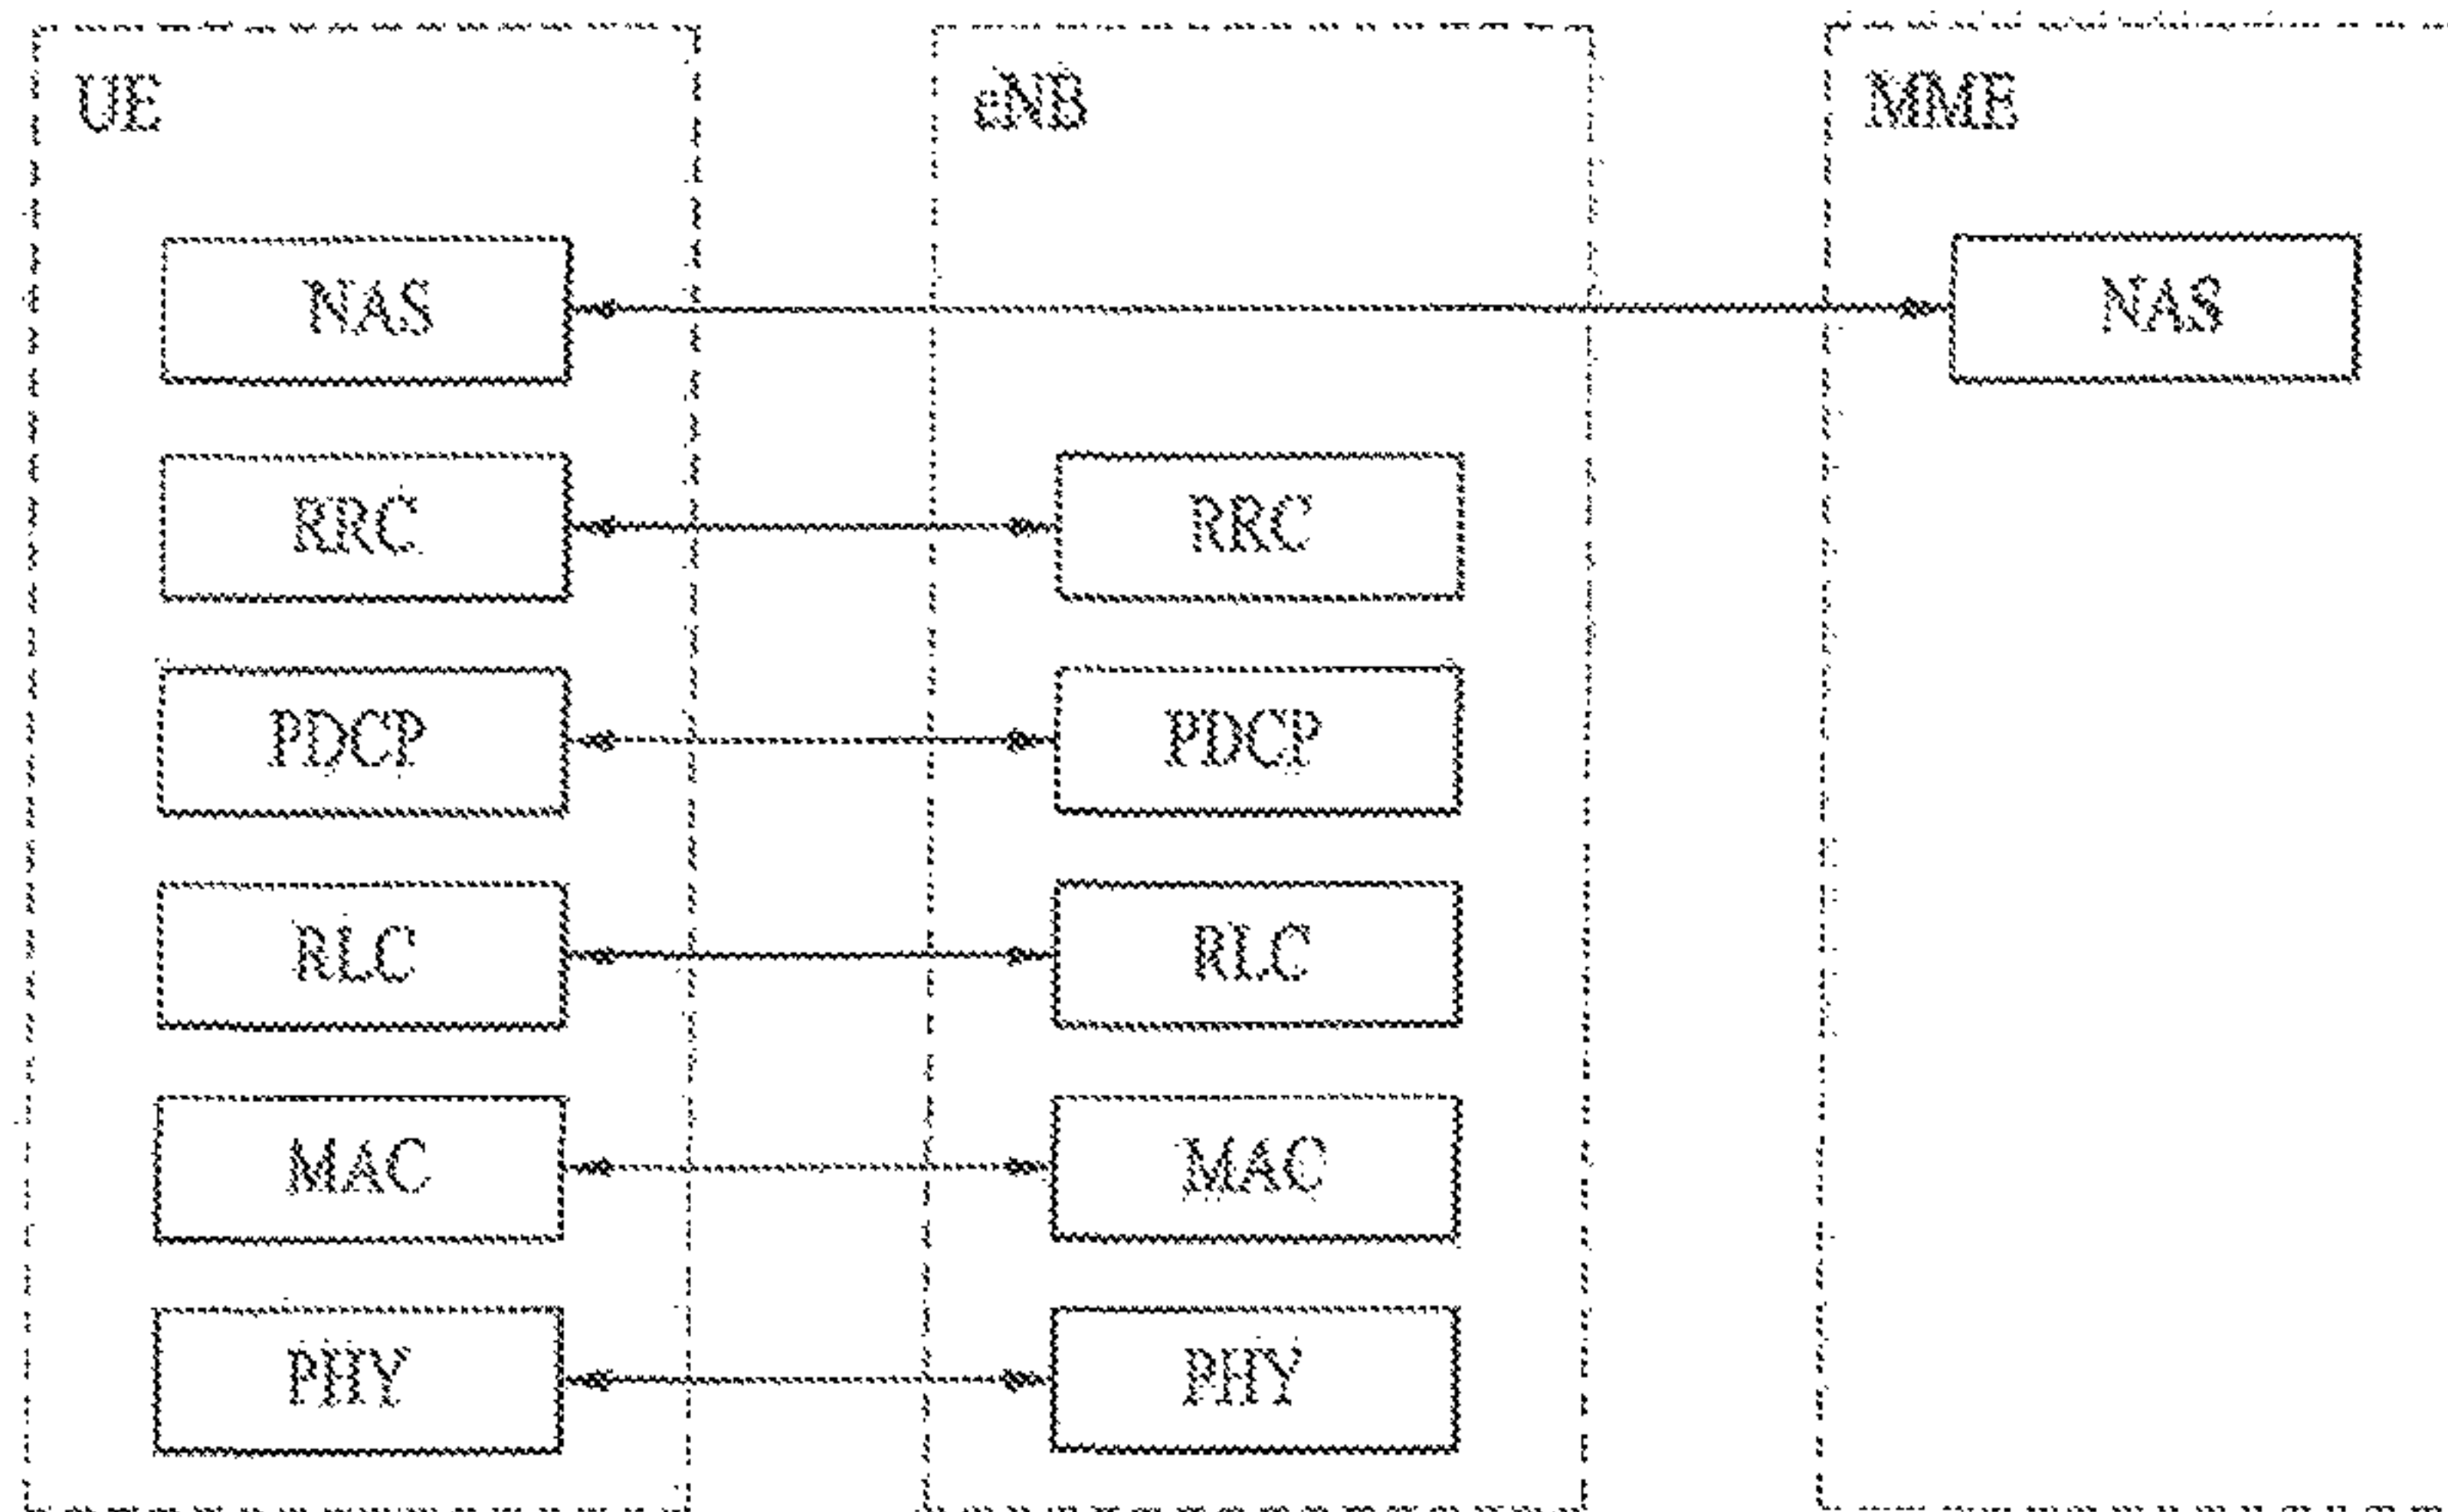 UE eNB MME
NAS NAS
RRC RRC
PDCP PDCP
RLC RLC
MAC MAC
PHY PHY